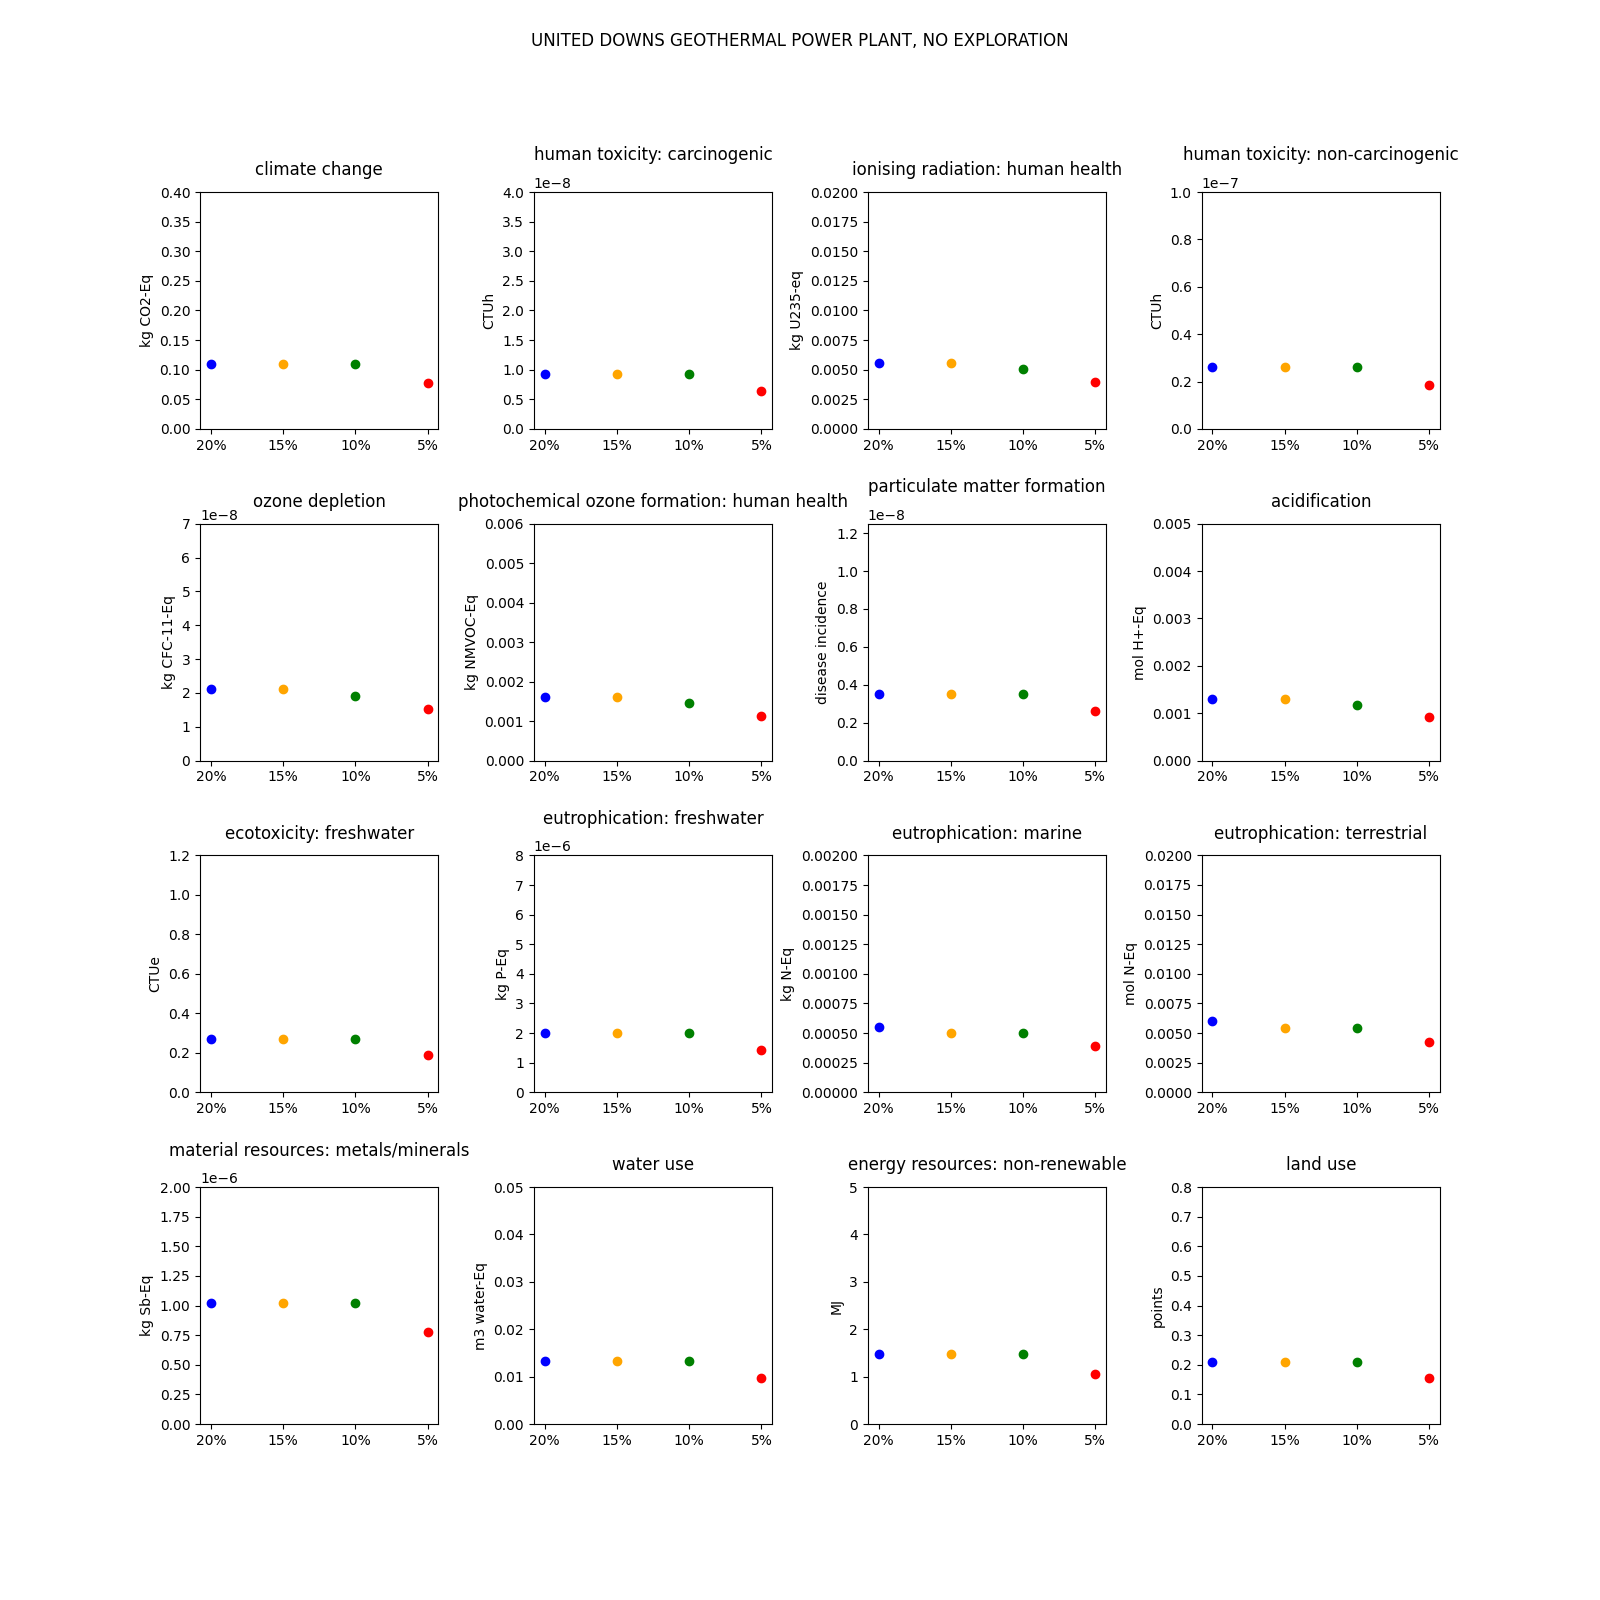 UNITED DOWNS GEOTHERMAL POWER PLANT, NO EXPLORATION
climate change
kg CO2-Eq
0.40
0.35
0.30
0.25
0.20
0.15
0.10
0.05
0.00
20% 15% 10% 5%
human toxicity: carcinogenic
1e−8
CTUh
4.0
3.5
3.0
2.5
2.0
1.5
1.0
0.5
0.0
20% 15% 10% 5%
ionising radiation: human health
kg U235-eq
0.0200
0.0175
0.0150
0.0125
0.0100
0.0075
0.0050
0.0025
0.0000
20% 15% 10% 5%
human toxicity: non-carcinogenic
1e−7
CTUh
1.0
0.8
0.6
0.4
0.2
0.0
20% 15% 10% 5%
ozone depletion
1e−8
kg CFC-11-Eq
7
6
5
4
3
2
1
0
20% 15% 10% 5%
photochemical ozone formation: human health
kg NMVOC-Eq
0.006
0.005
0.004
0.003
0.002
0.001
0.000
20% 15% 10% 5%
particulate matter formation
1e−8
disease incidence
1.2
1.0
0.8
0.6
0.4
0.2
0.0
20% 15% 10% 5%
acidification
mol H+-Eq
0.005
0.004
0.003
0.002
0.001
0.000
20% 15% 10% 5%
ecotoxicity: freshwater
CTUe
1.2
1.0
0.8
0.6
0.4
0.2
0.0
20% 15% 10% 5%
eutrophication: freshwater
1e−6
kg P-Eq
8
7
6
5
4
3
2
1
0
20% 15% 10% 5%
eutrophication: marine
kg N-Eq
0.00200
0.00175
0.00150
0.00125
0.00100
0.00075
0.00050
0.00025
0.00000
20% 15% 10% 5%
eutrophication: terrestrial
mol N-Eq
0.0200
0.0175
0.0150
0.0125
0.0100
0.0075
0.0050
0.0025
0.0000
20% 15% 10% 5%
material resources: metals/minerals
1e−6
kg Sb-Eq
2.00
1.75
1.50
1.25
1.00
0.75
0.50
0.25
0.00
20% 15% 10% 5%
water use
m3 water-Eq
0.05
0.04
0.03
0.02
0.01
0.00
20% 15% 10% 5%
energy resources: non-renewable
MJ
5
4
3
2
1
0
20% 15% 10% 5%
land use
points
0.8
0.7
0.6
0.5
0.4
0.3
0.2
0.1
0.0
20% 15% 10% 5%